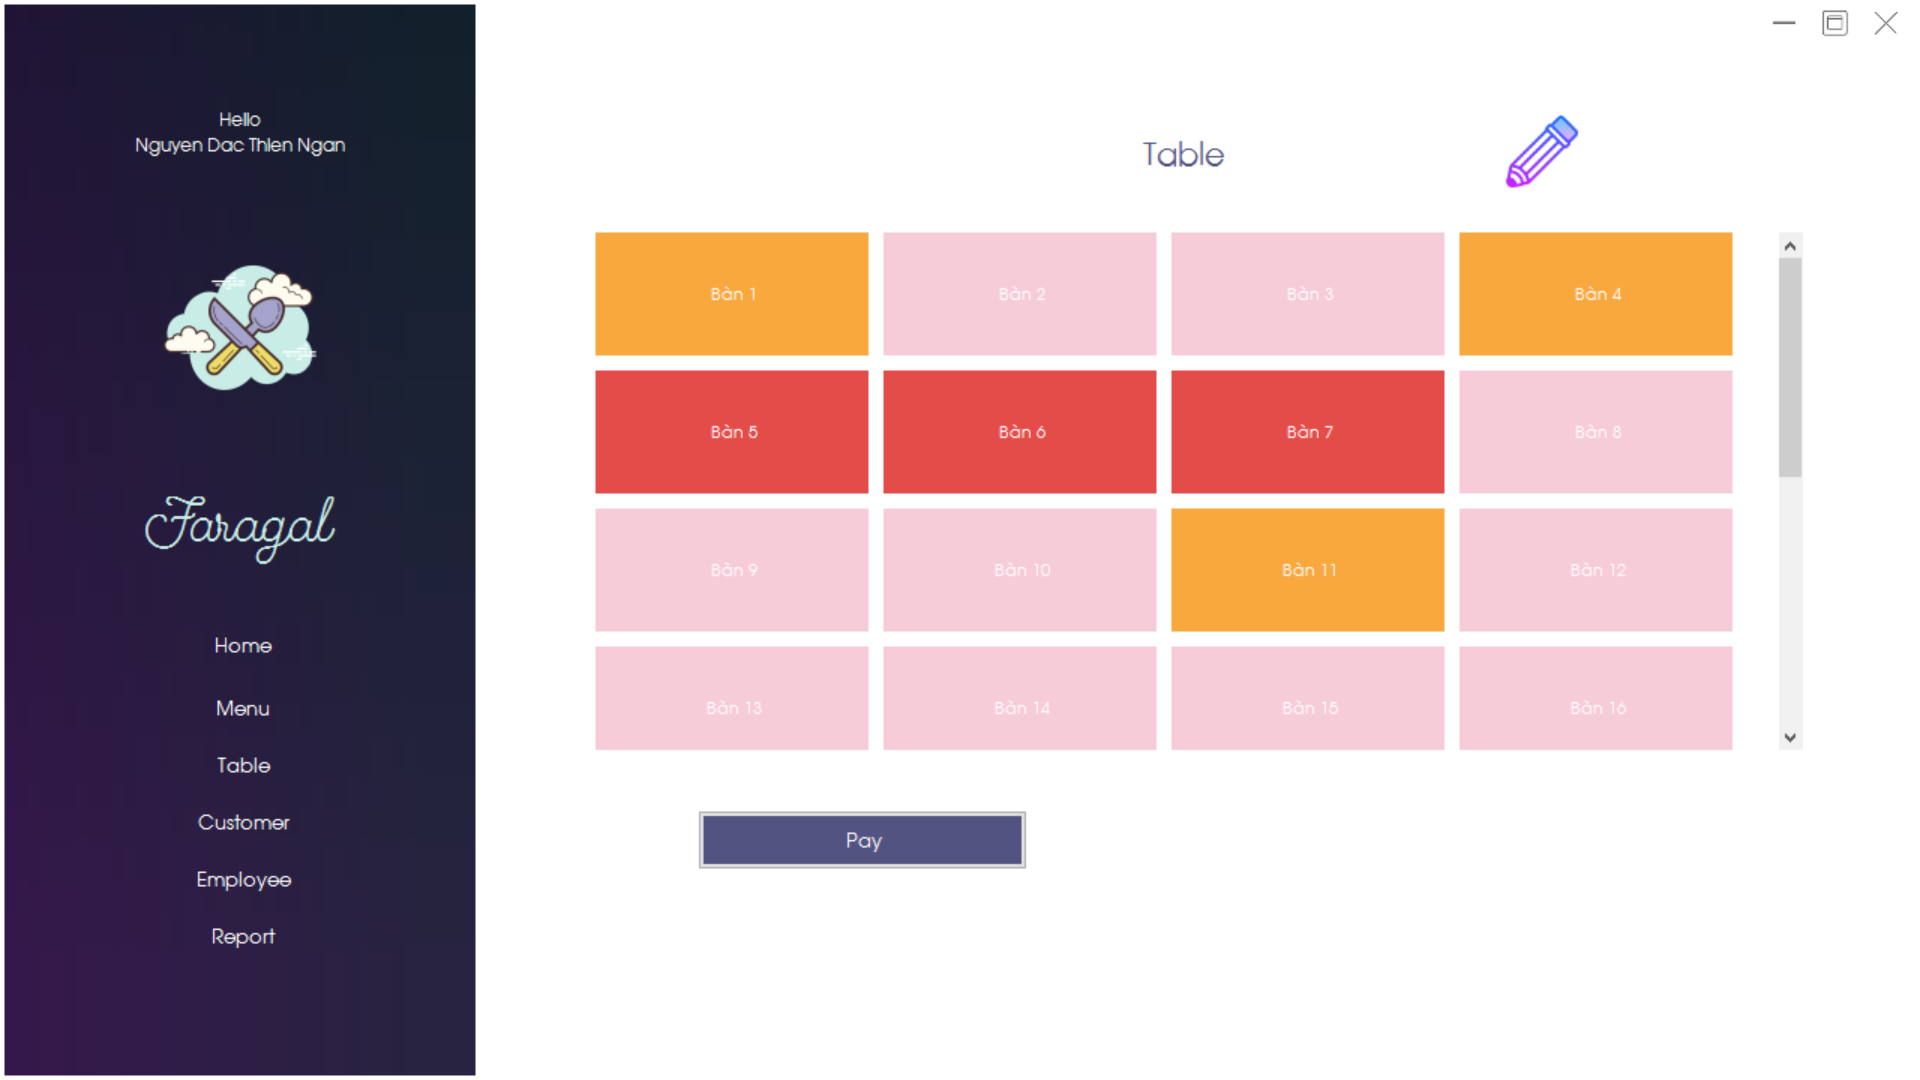 Hello
Nguyen Dac Thien Ngan
Faragal
Home
Menu
Table
Customer
Employee
Report
Table
Bàn 1
Bàn 2
Bàn 3
Bàn 4
Bàn 5
Bàn 6
Bàn 7
Bàn 8
Bàn 9
Bàn 10
Bàn 11
Bàn 12
Bàn 13
Bàn 14
Bàn 15
Bàn 16
Pay